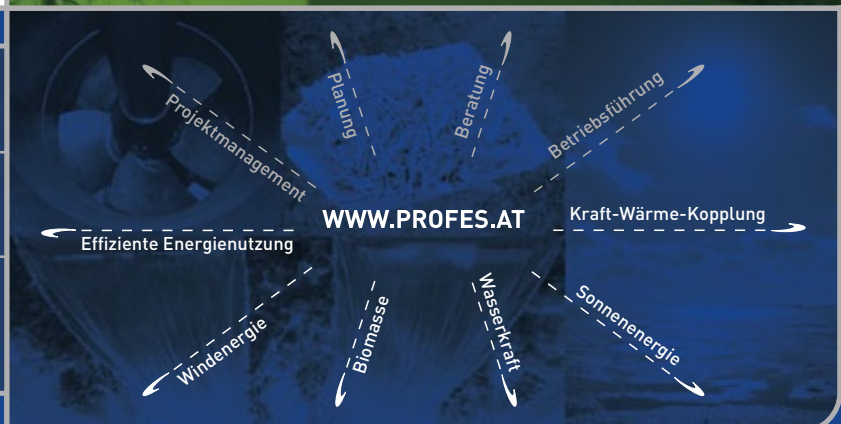 Projektmanagement
Planung
Beratung
Betriebsführung
WWW.PROFES.AT
Kraft-Wärme-Kopplung
Effiziente Energienutzung
Windenergie
Biomasse
Wasserkraft
Sonnenenergie